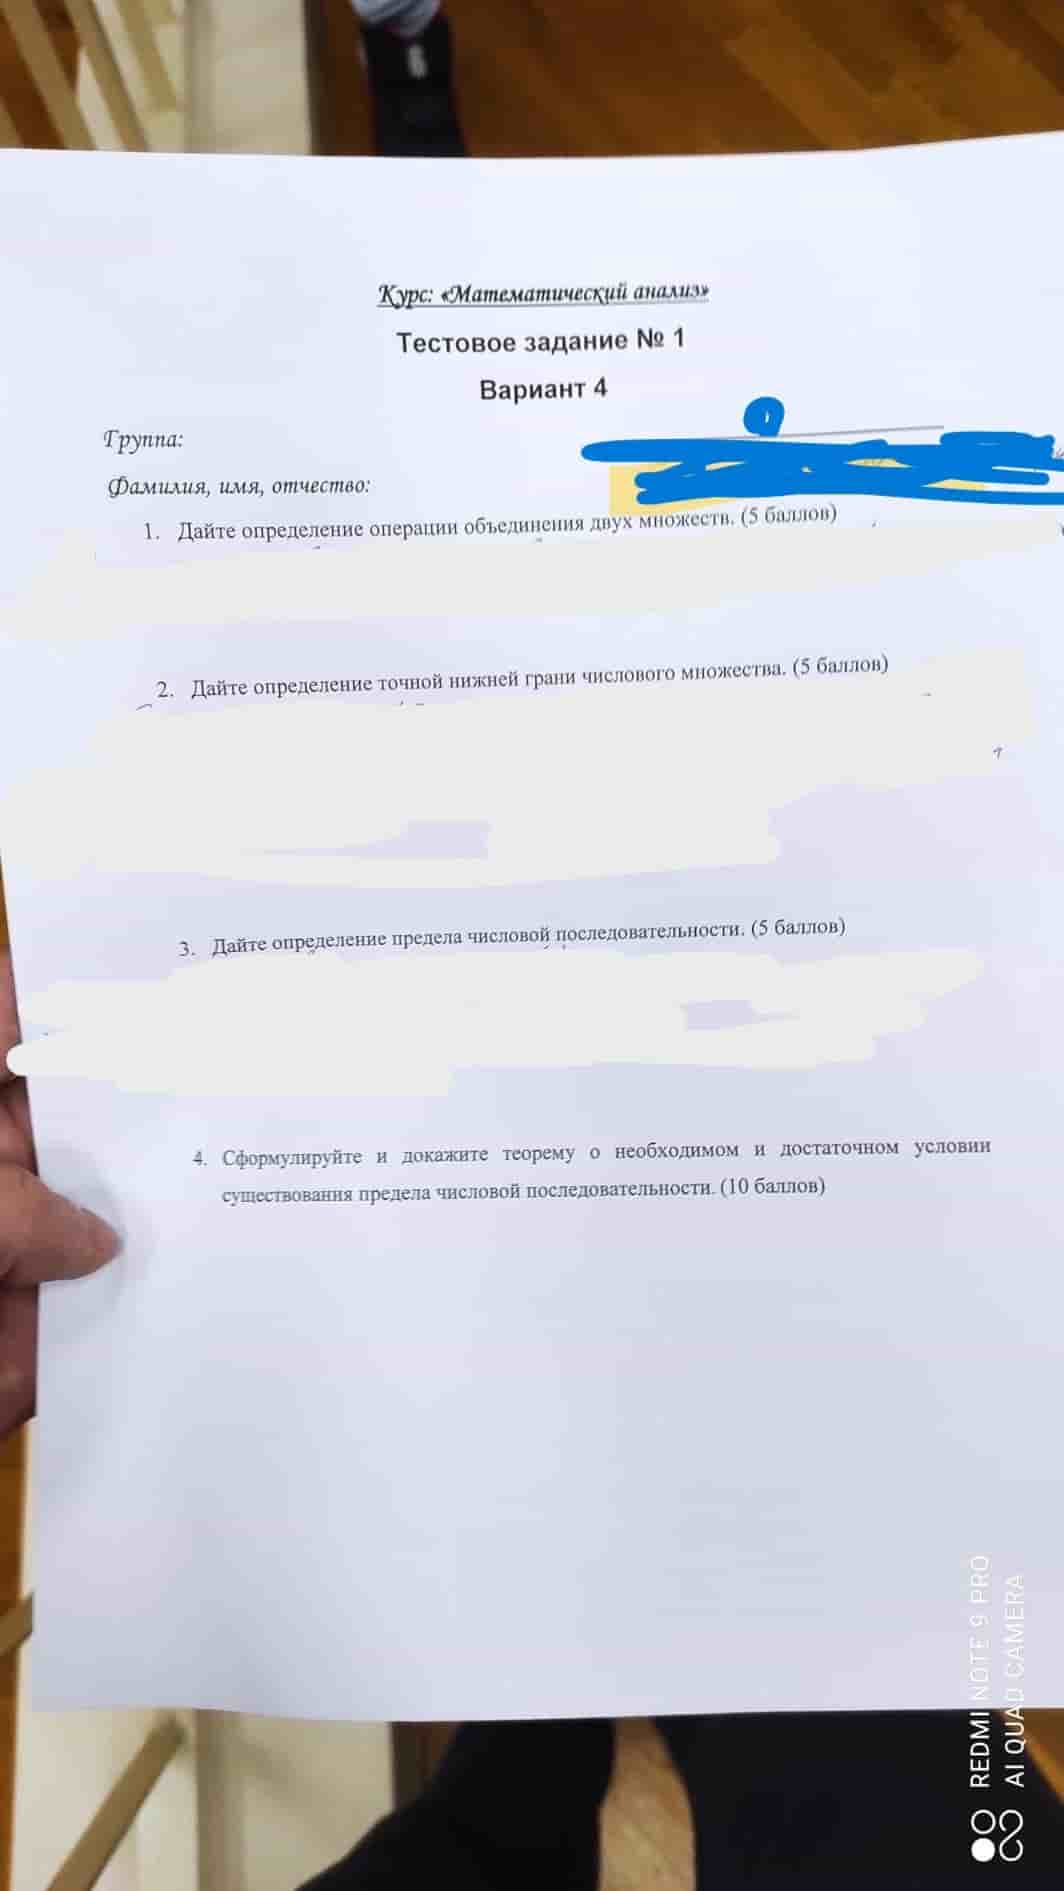 Курс: «Математический анализ»
Тестовое задание № 1
Вариант 4
Группа:
Фамилия, имя, отчество:
1. Дайте определение операции объединения двух множеств. (5 баллов)
2. Дайте определение точной нижней грани числового множества. (5 баллов)
3. Дайте определение предела числовой последовательности. (5 баллов)
4. Сформулируйте и докажите теорему о необходимом и достаточном условии
существования предела числовой последовательности. (10 баллов)
REDMI NOTE 9 PRO
AI QUAD CAMERA